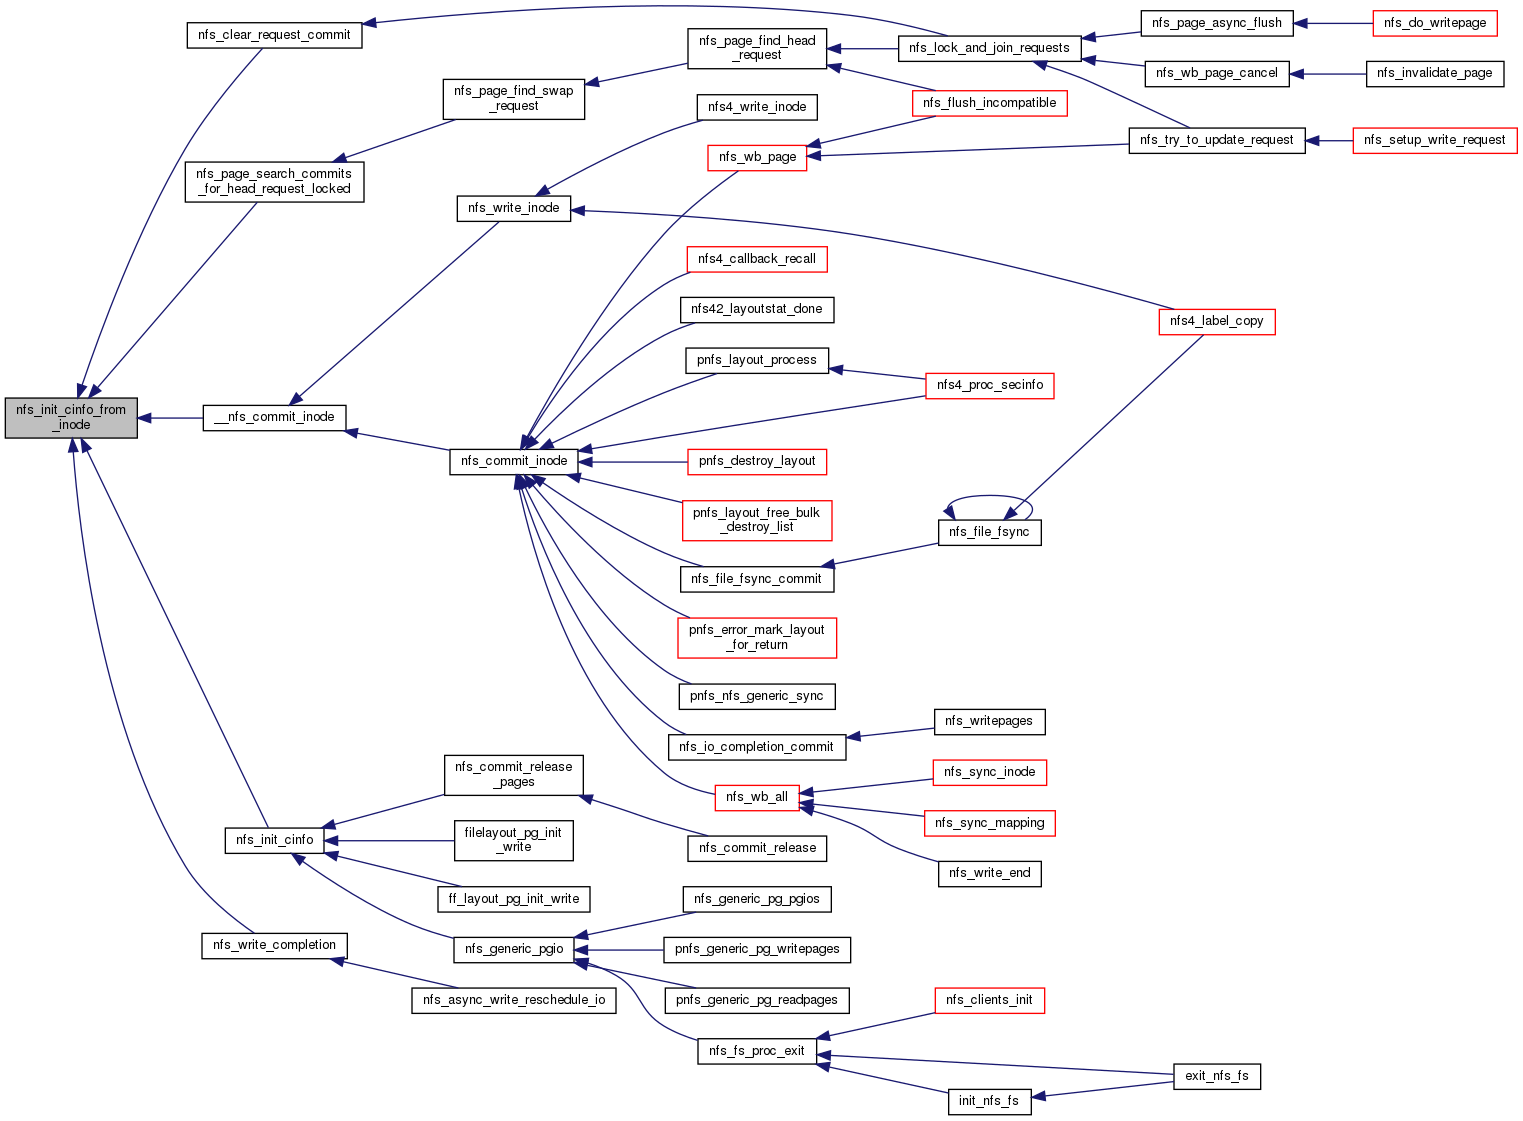 nfs_init_cinfo_from
_inode
nfs_clear_request_commit
nfs_page_search_commits
_for_head_request_locked
__nfs_commit_inode
nfs_init_cinfo
nfs_write_completion
nfs_page_find_swap
_request
nfs_write_inode
nfs_commit_inode
nfs_commit_release
_pages
filelayout_pg_init
_write
ff_layout_pg_init_write
nfs_generic_pgio
nfs_async_write_reschedule_io
nfs_page_find_head
_request
nfs4_write_inode
nfs_wb_page
nfs4_callback_recall
nfs42_layoutstat_done
pnfs_layout_process
pnfs_destroy_layout
pnfs_layout_free_bulk
_destroy_list
nfs_file_fsync_commit
pnfs_error_mark_layout
_for_return
pnfs_nfs_generic_sync
nfs_io_completion_commit
nfs_wb_all
nfs_commit_release
nfs_generic_pg_pgios
pnfs_generic_pg_writepages
pnfs_generic_pg_readpages
nfs_fs_proc_exit
nfs_lock_and_join_requests
nfs_flush_incompatible
nfs4_proc_secinfo
nfs_file_fsync
nfs_writepages
nfs_sync_inode
nfs_sync_mapping
nfs_write_end
nfs_clients_init
init_nfs_fs
nfs_page_async_flush
nfs_wb_page_cancel
nfs_try_to_update_request
nfs4_label_copy
exit_nfs_fs
nfs_do_writepage
nfs_invalidate_page
nfs_setup_write_request